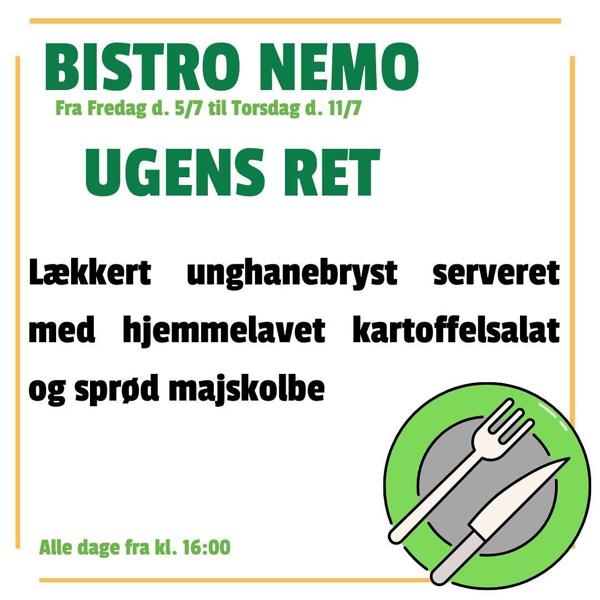 BISTRO NEMO
Fra Fredag d. 5/7 til Torsdag d. 11/7
UGENS RET
Lækkert unghanebryst serveret
med hjemmelavet kartoffelsalat
og sprød majskolbe
Alle dage fra kl. 16:00